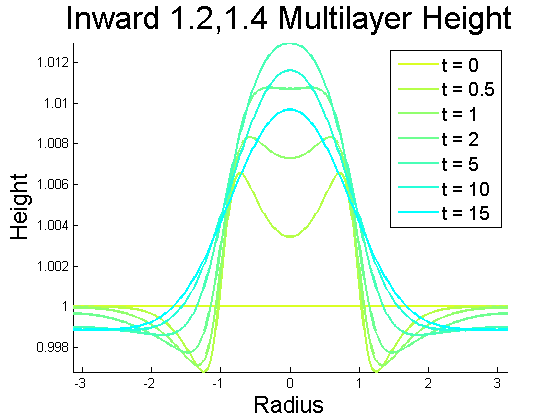 Inward 1.2,1.4 Multilayer Height
1.012
1.01
1.008
1.006
1.004
1.002
1
0.998
Height
t = 0
t = 0.5
t = 1
t = 2
t = 5
t = 10
t = 15
-3
-2
-1
0
1
2
3
Radius